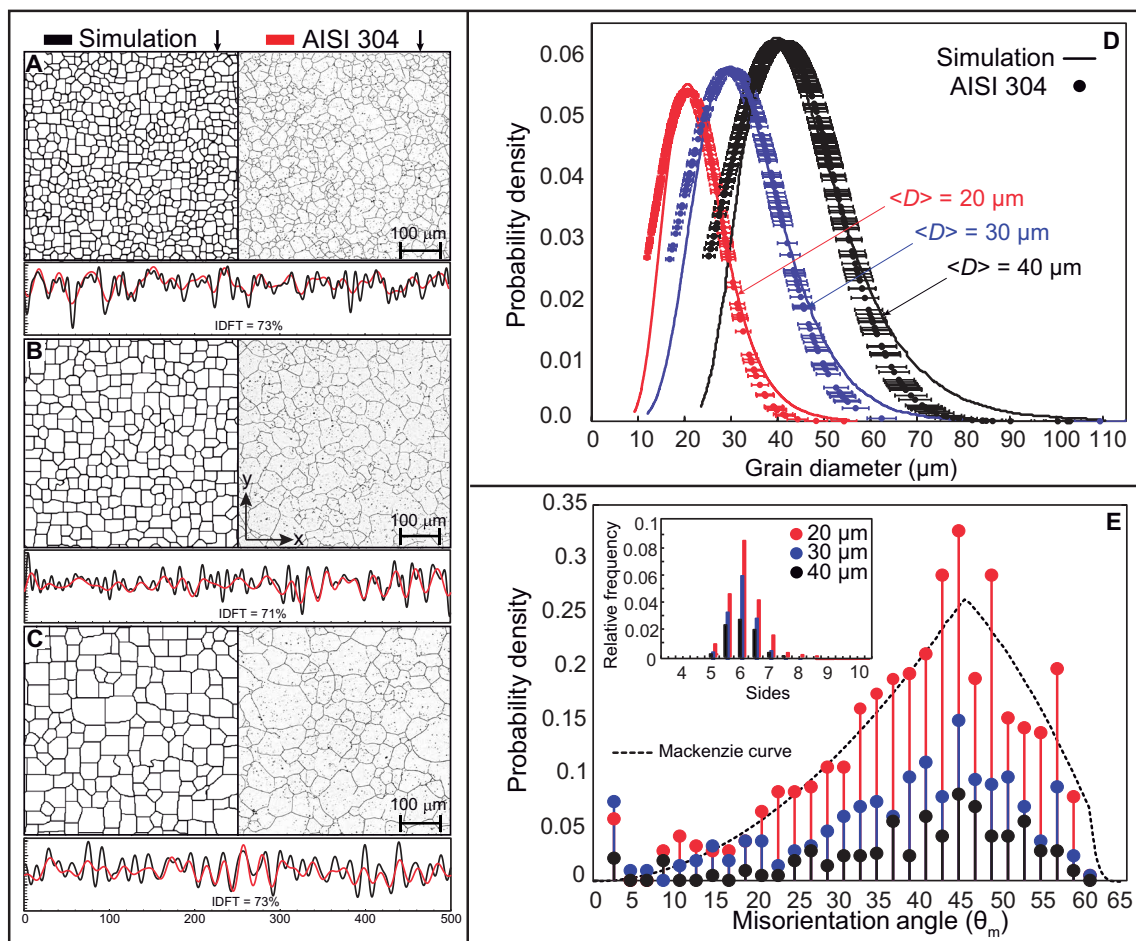 Simulation
AISI 304
A
100 µm
IDFT = 73%
B
y
x
100 µm
IDFT = 71%
C
100 µm
IDFT = 73%
0 100 200 300 400 500
D
Probability density
0.06
0.05
0.04
0.03
0.02
0.01
0.0
Simulation
AISI 304
<D> = 20 µm
<D> = 30 µm
<D> = 40 µm
0 10 20 30 40 50 60 70 80 90 100 110
Grain diameter (µm)
E
Probability density
0.35
0.3
0.25
0.2
0.15
0.1
0.05
0
Relative frequency
0.1
0.08
0.06
0.04
0.02
0
20 µm
30 µm
40 µm
4 5 6 7 8 9 10
Sides
Mackenzie curve
0 5 10 15 20 25 30 35 40 45 50 55 60 65
Misorientation angle (θm)